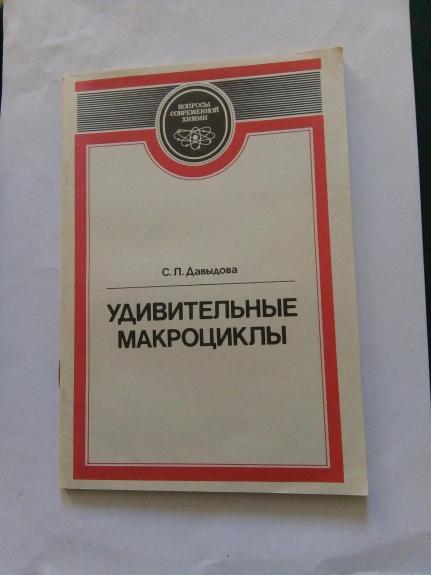 ВОПРОСЫ
СОВРЕМЕННОЙ
ХИМИИ
С. Л. Давыдова
УДИВИТЕЛЬНЫЕ
МАКРОЦИКЛЫ